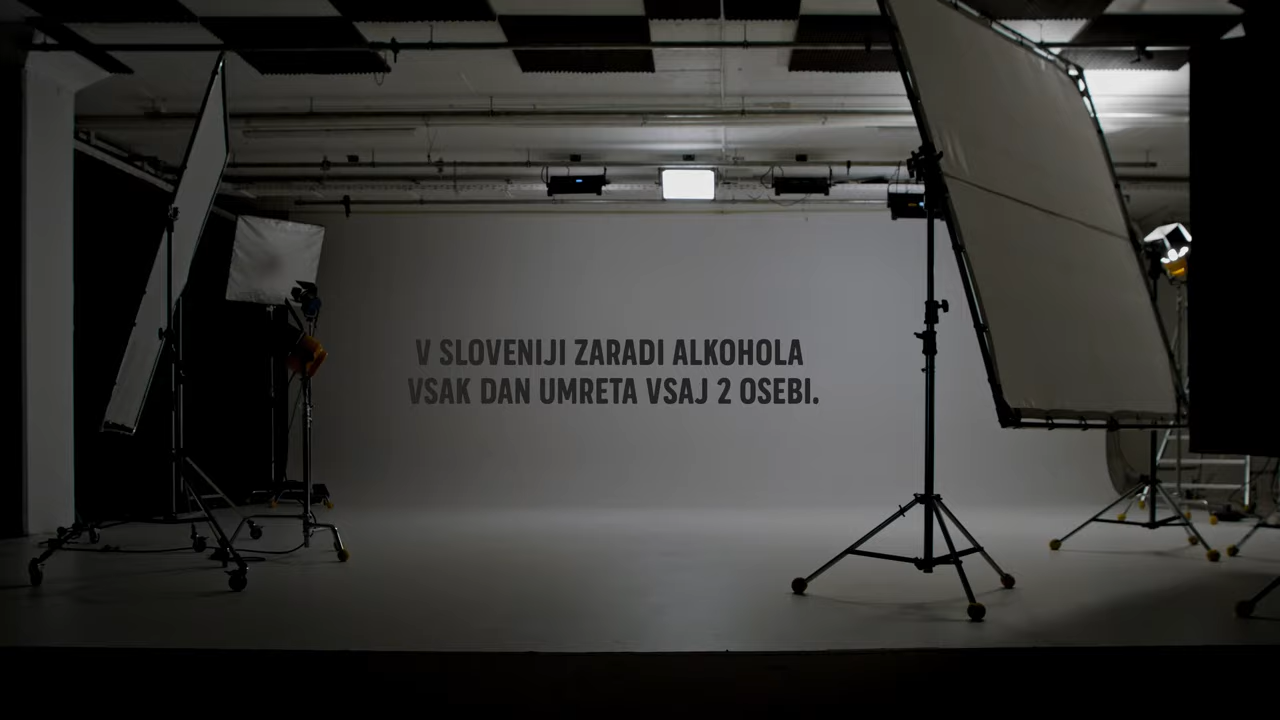 V SLOVENIJI ZARADI ALKOHOLA
VSAK DAN UMRETA VSAJ 2 OSEBI.